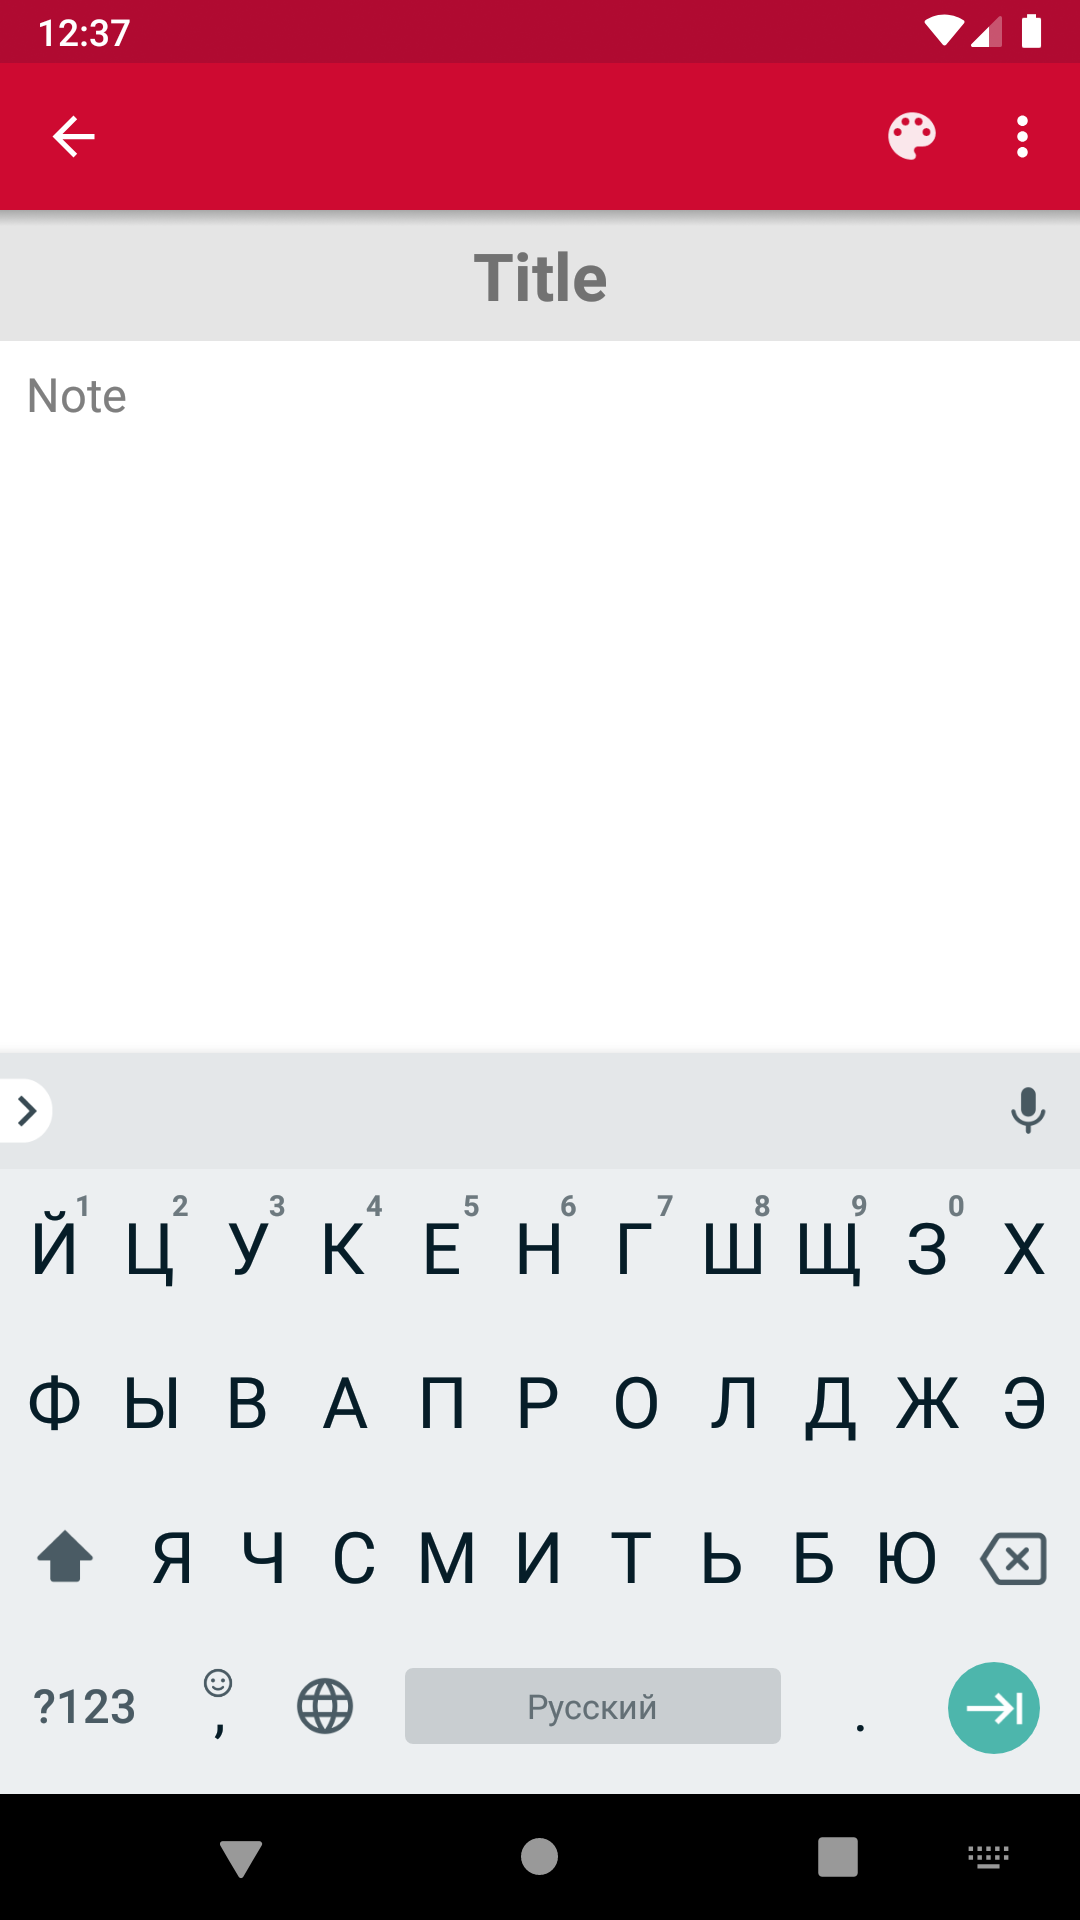 12:37
Title
Note
1 2 3 4 5 6 7 8 9 0
Й Ц У К Е Н Г Ш Щ З Х
Ф Ы В А П Р О Л Д Ж Э
Я Ч С М И Т Ь Б Ю
?123 , Русский .